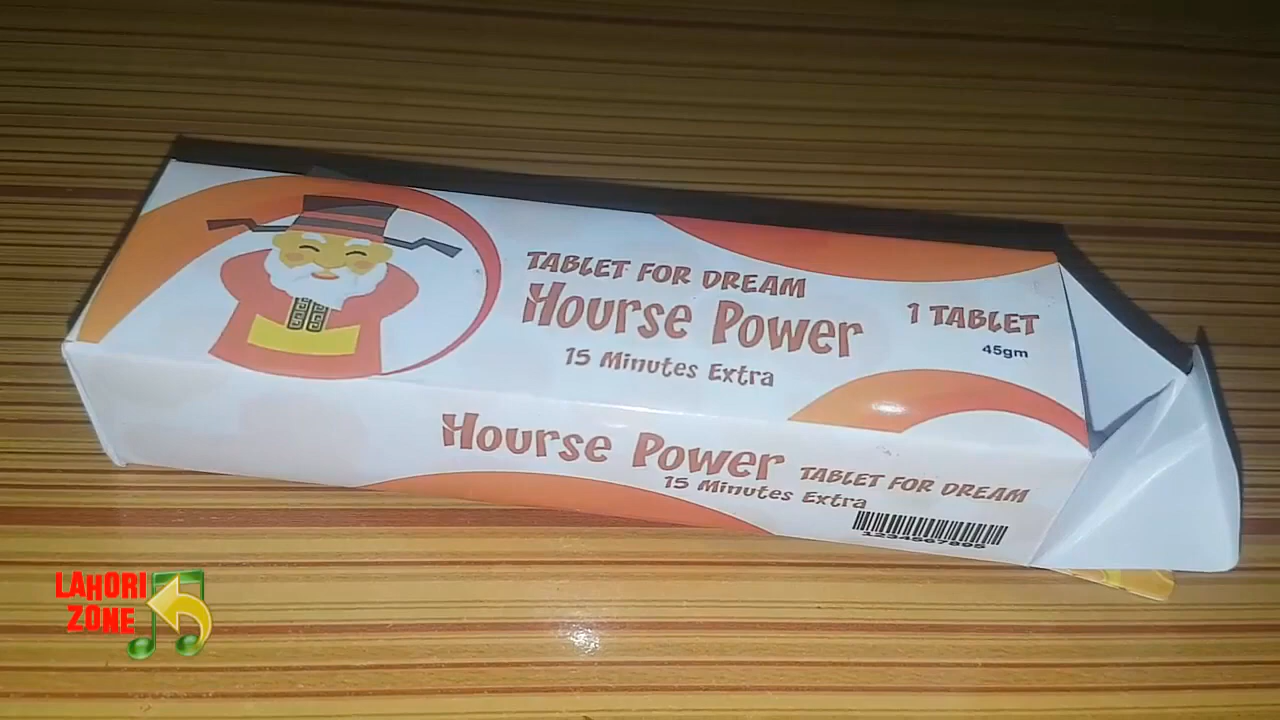 TABLET FOR DREAM
Hourse Power
15 Minutes Extra
1 TABLET
45gm
Hourse Power
TABLET FOR DREAM
15 Minutes Extra
LAHORI
ZONE